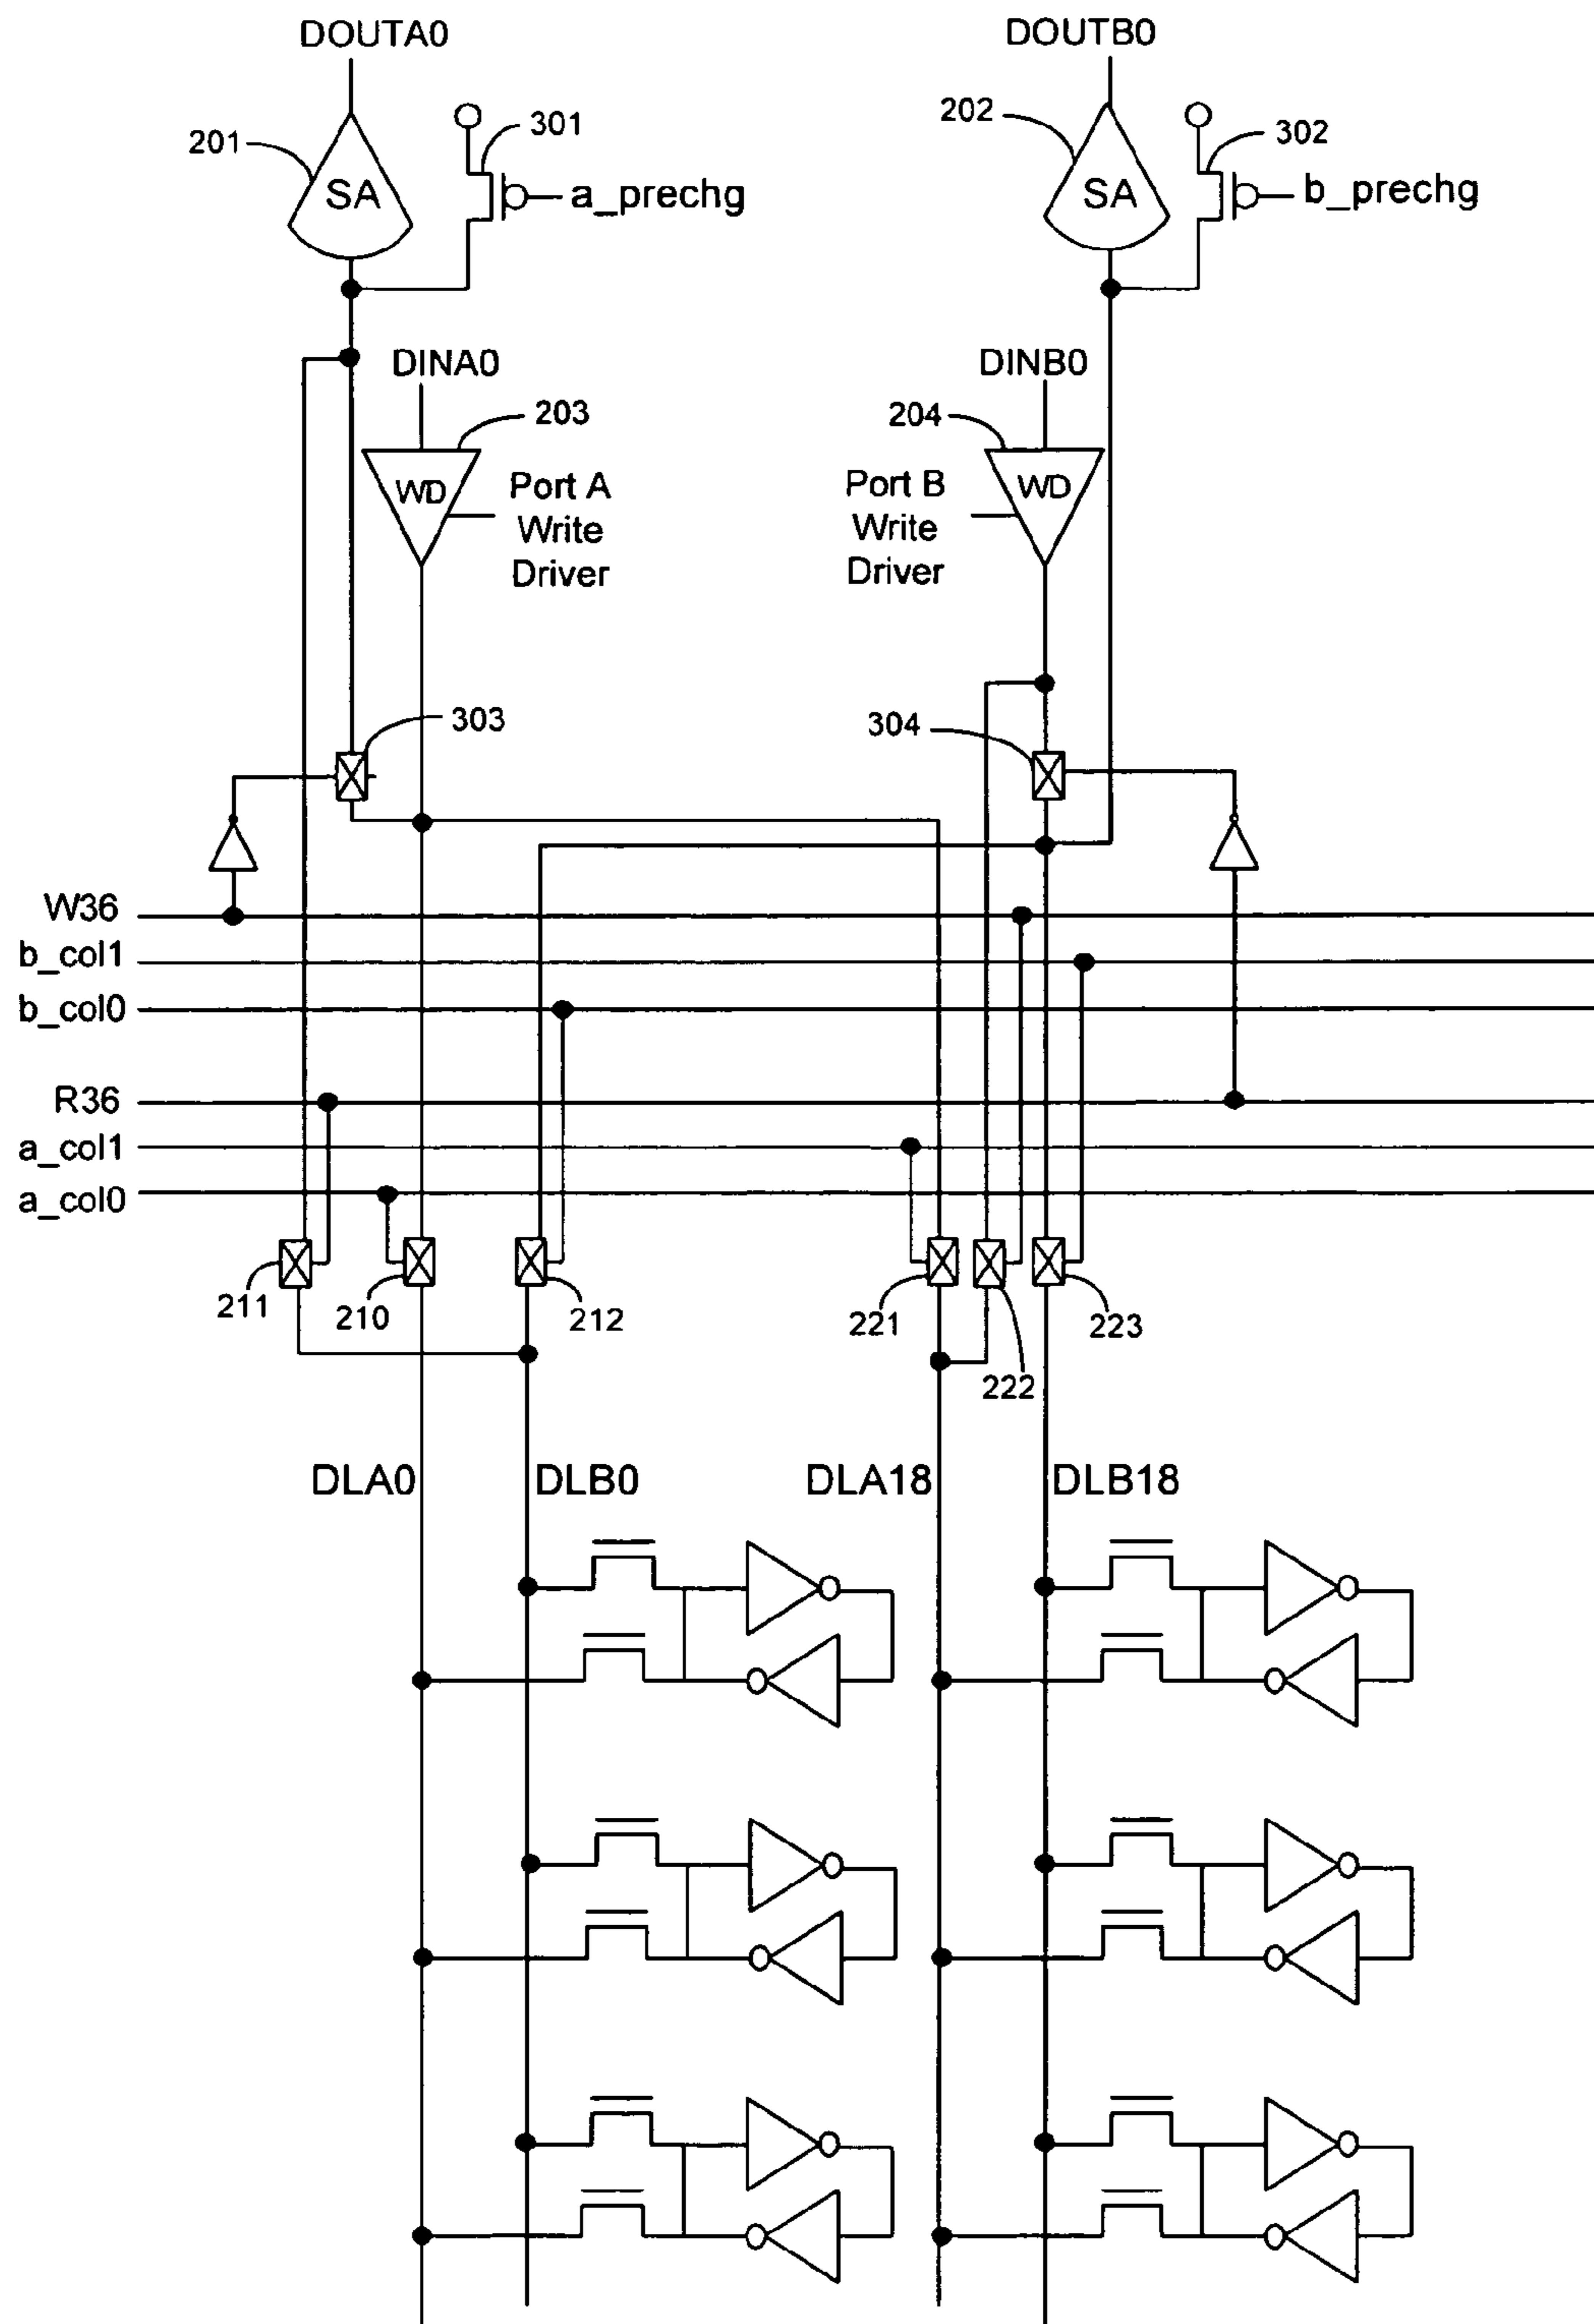 DOUTA0
DOUTB0
201
SA
301
a_prechg
202
SA
302
b_prechg
DINA0
DINB0
203
204
WD
Port A
Write
Driver
Port B
Write
Driver
WD
303
304
W36
b_col1
b_col0
R36
a_col1
a_col0
211
210
212
221
222
223
DLA0
DLB0
DLA18
DLB18